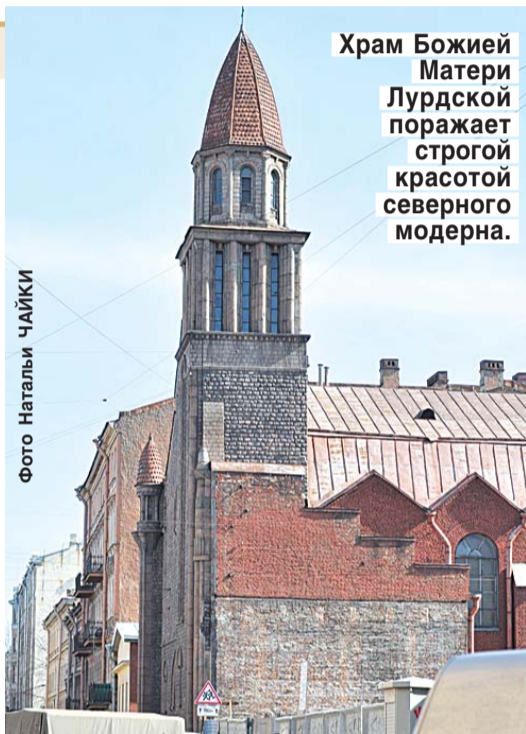 Храм Божией
Матери
Лурдской
поражает
строгой
красотой
северного
модерна.
Фото Натальи ЧАЙКИ